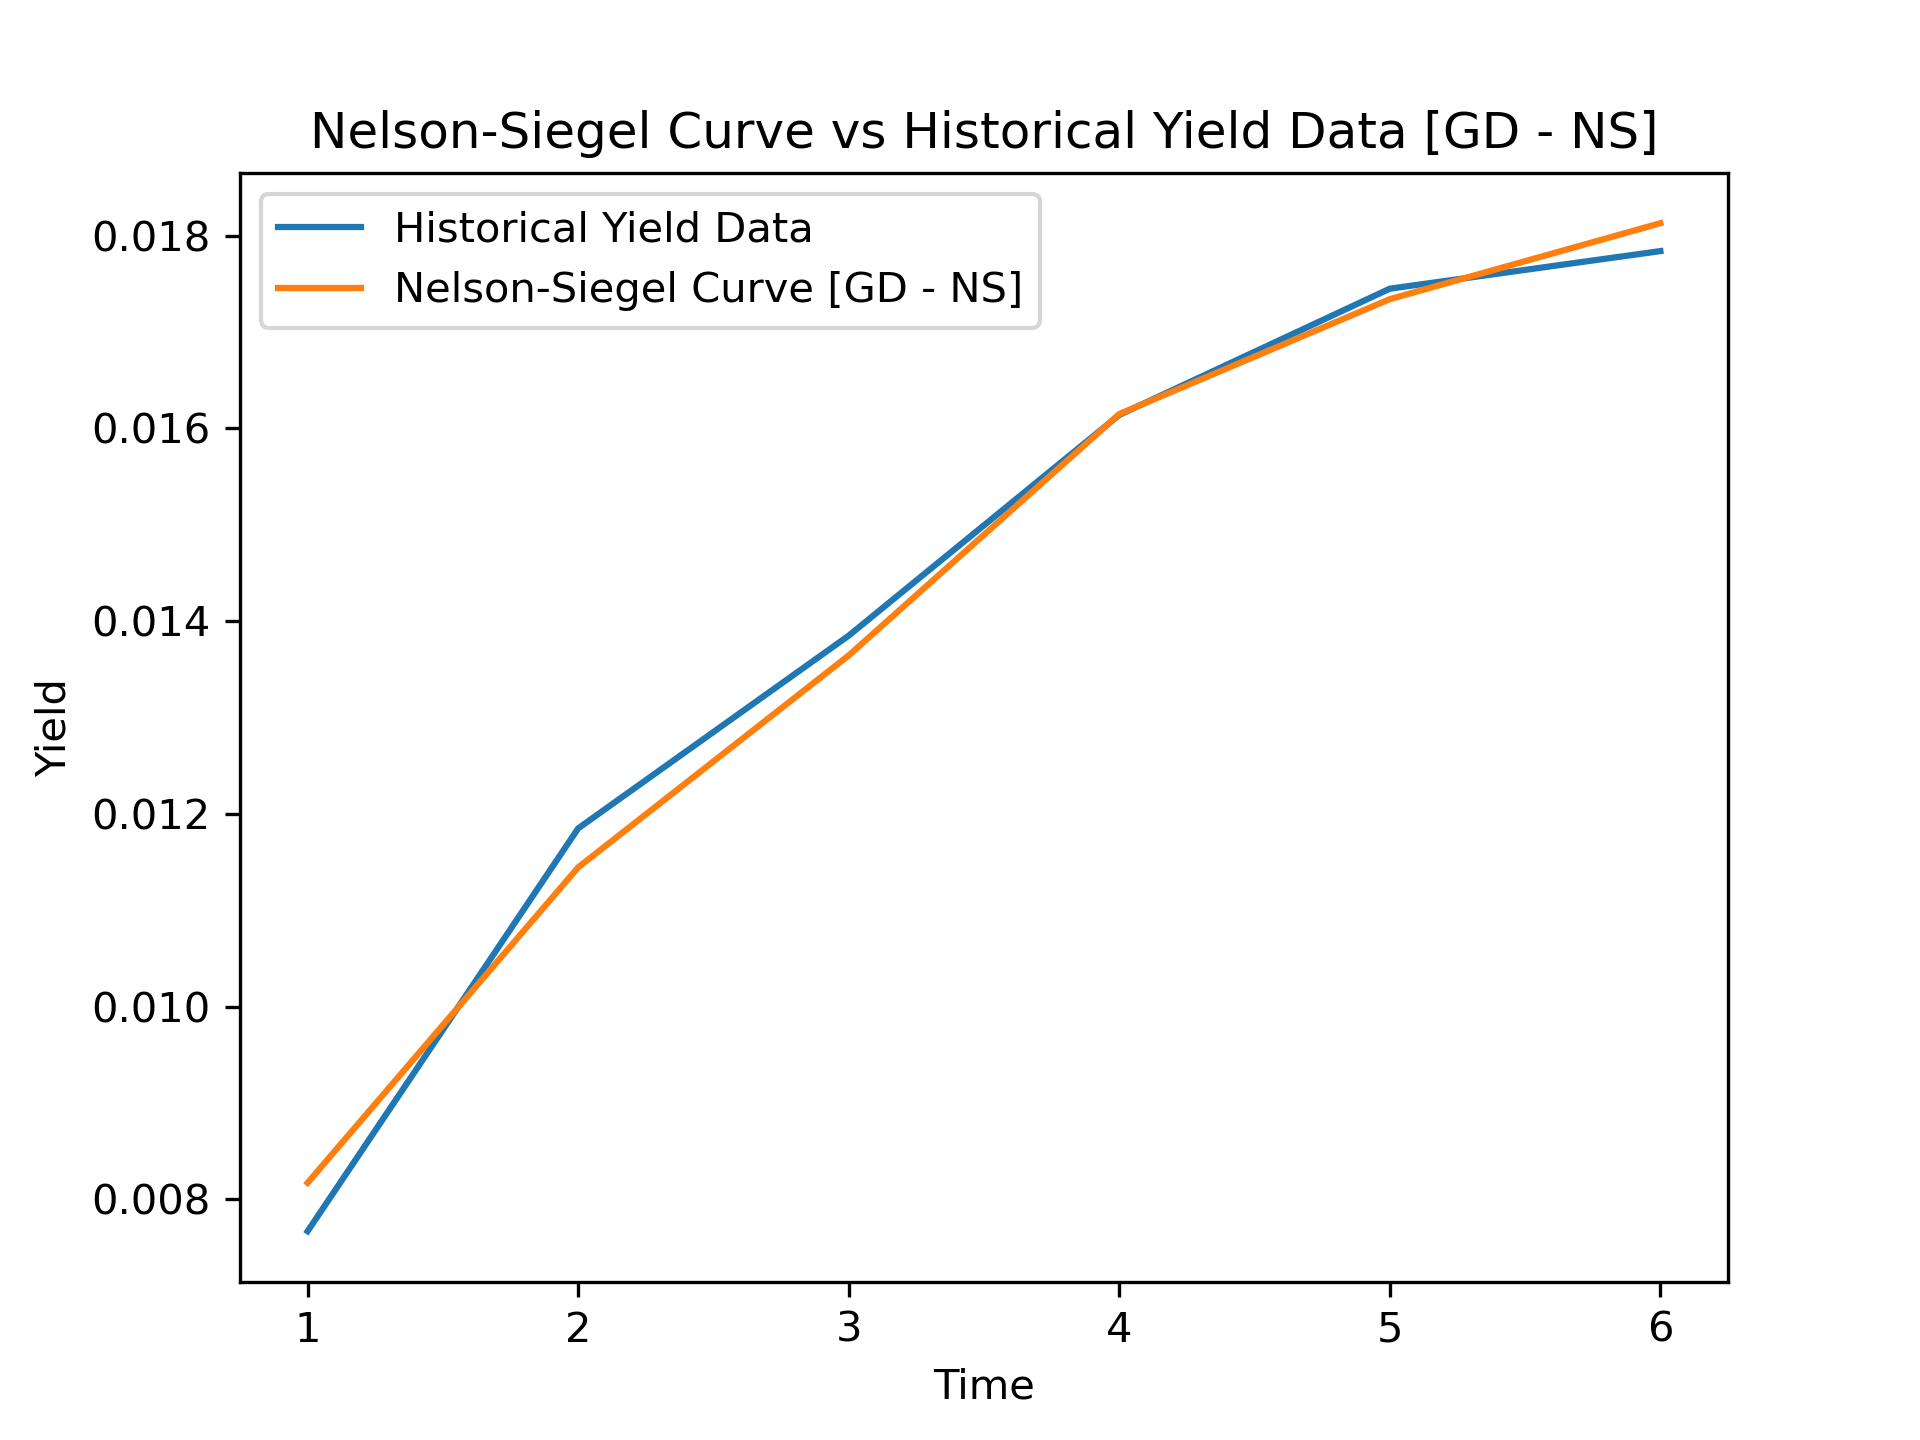 Nelson-Siegel Curve vs Historical Yield Data [GD - NS]
Historical Yield Data
Nelson-Siegel Curve [GD - NS]
0.018
0.016
0.014
0.012
0.010
0.008
Yield
1 2 3 4 5 6
Time